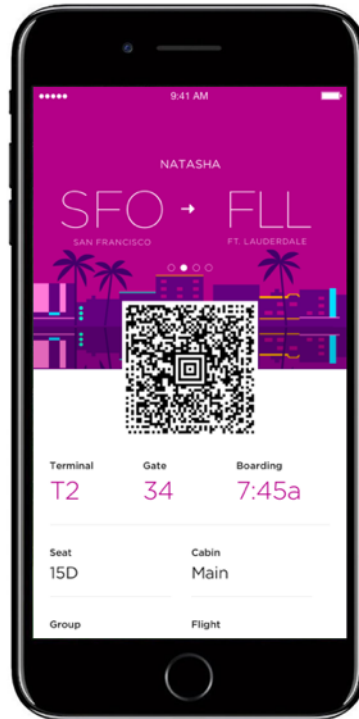 9:41 AM
NATASHA
SFO → FLL
SAN FRANCISCO FT. LAUDERDALE
Terminal Gate Boarding
T2 34 7:45a
Seat Cabin
15D Main
Group Flight